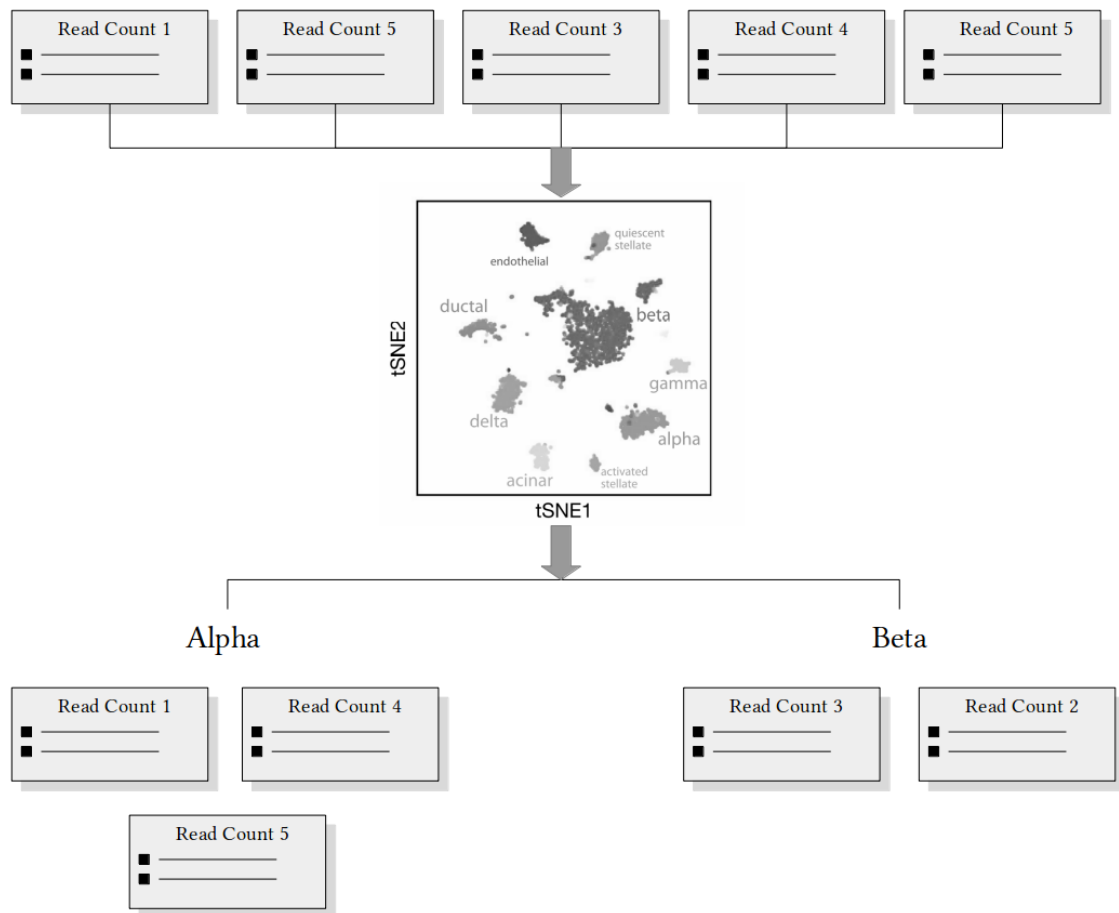 Read Count 1
Read Count 5
Read Count 3
Read Count 4
Read Count 5
quiescent
stellate
endothelial
ductal
beta
tSNE2
gamma
delta
alpha
acinar
activated
stellate
tSNE1
Alpha
Beta
Read Count 1
Read Count 4
Read Count 3
Read Count 2
Read Count 5